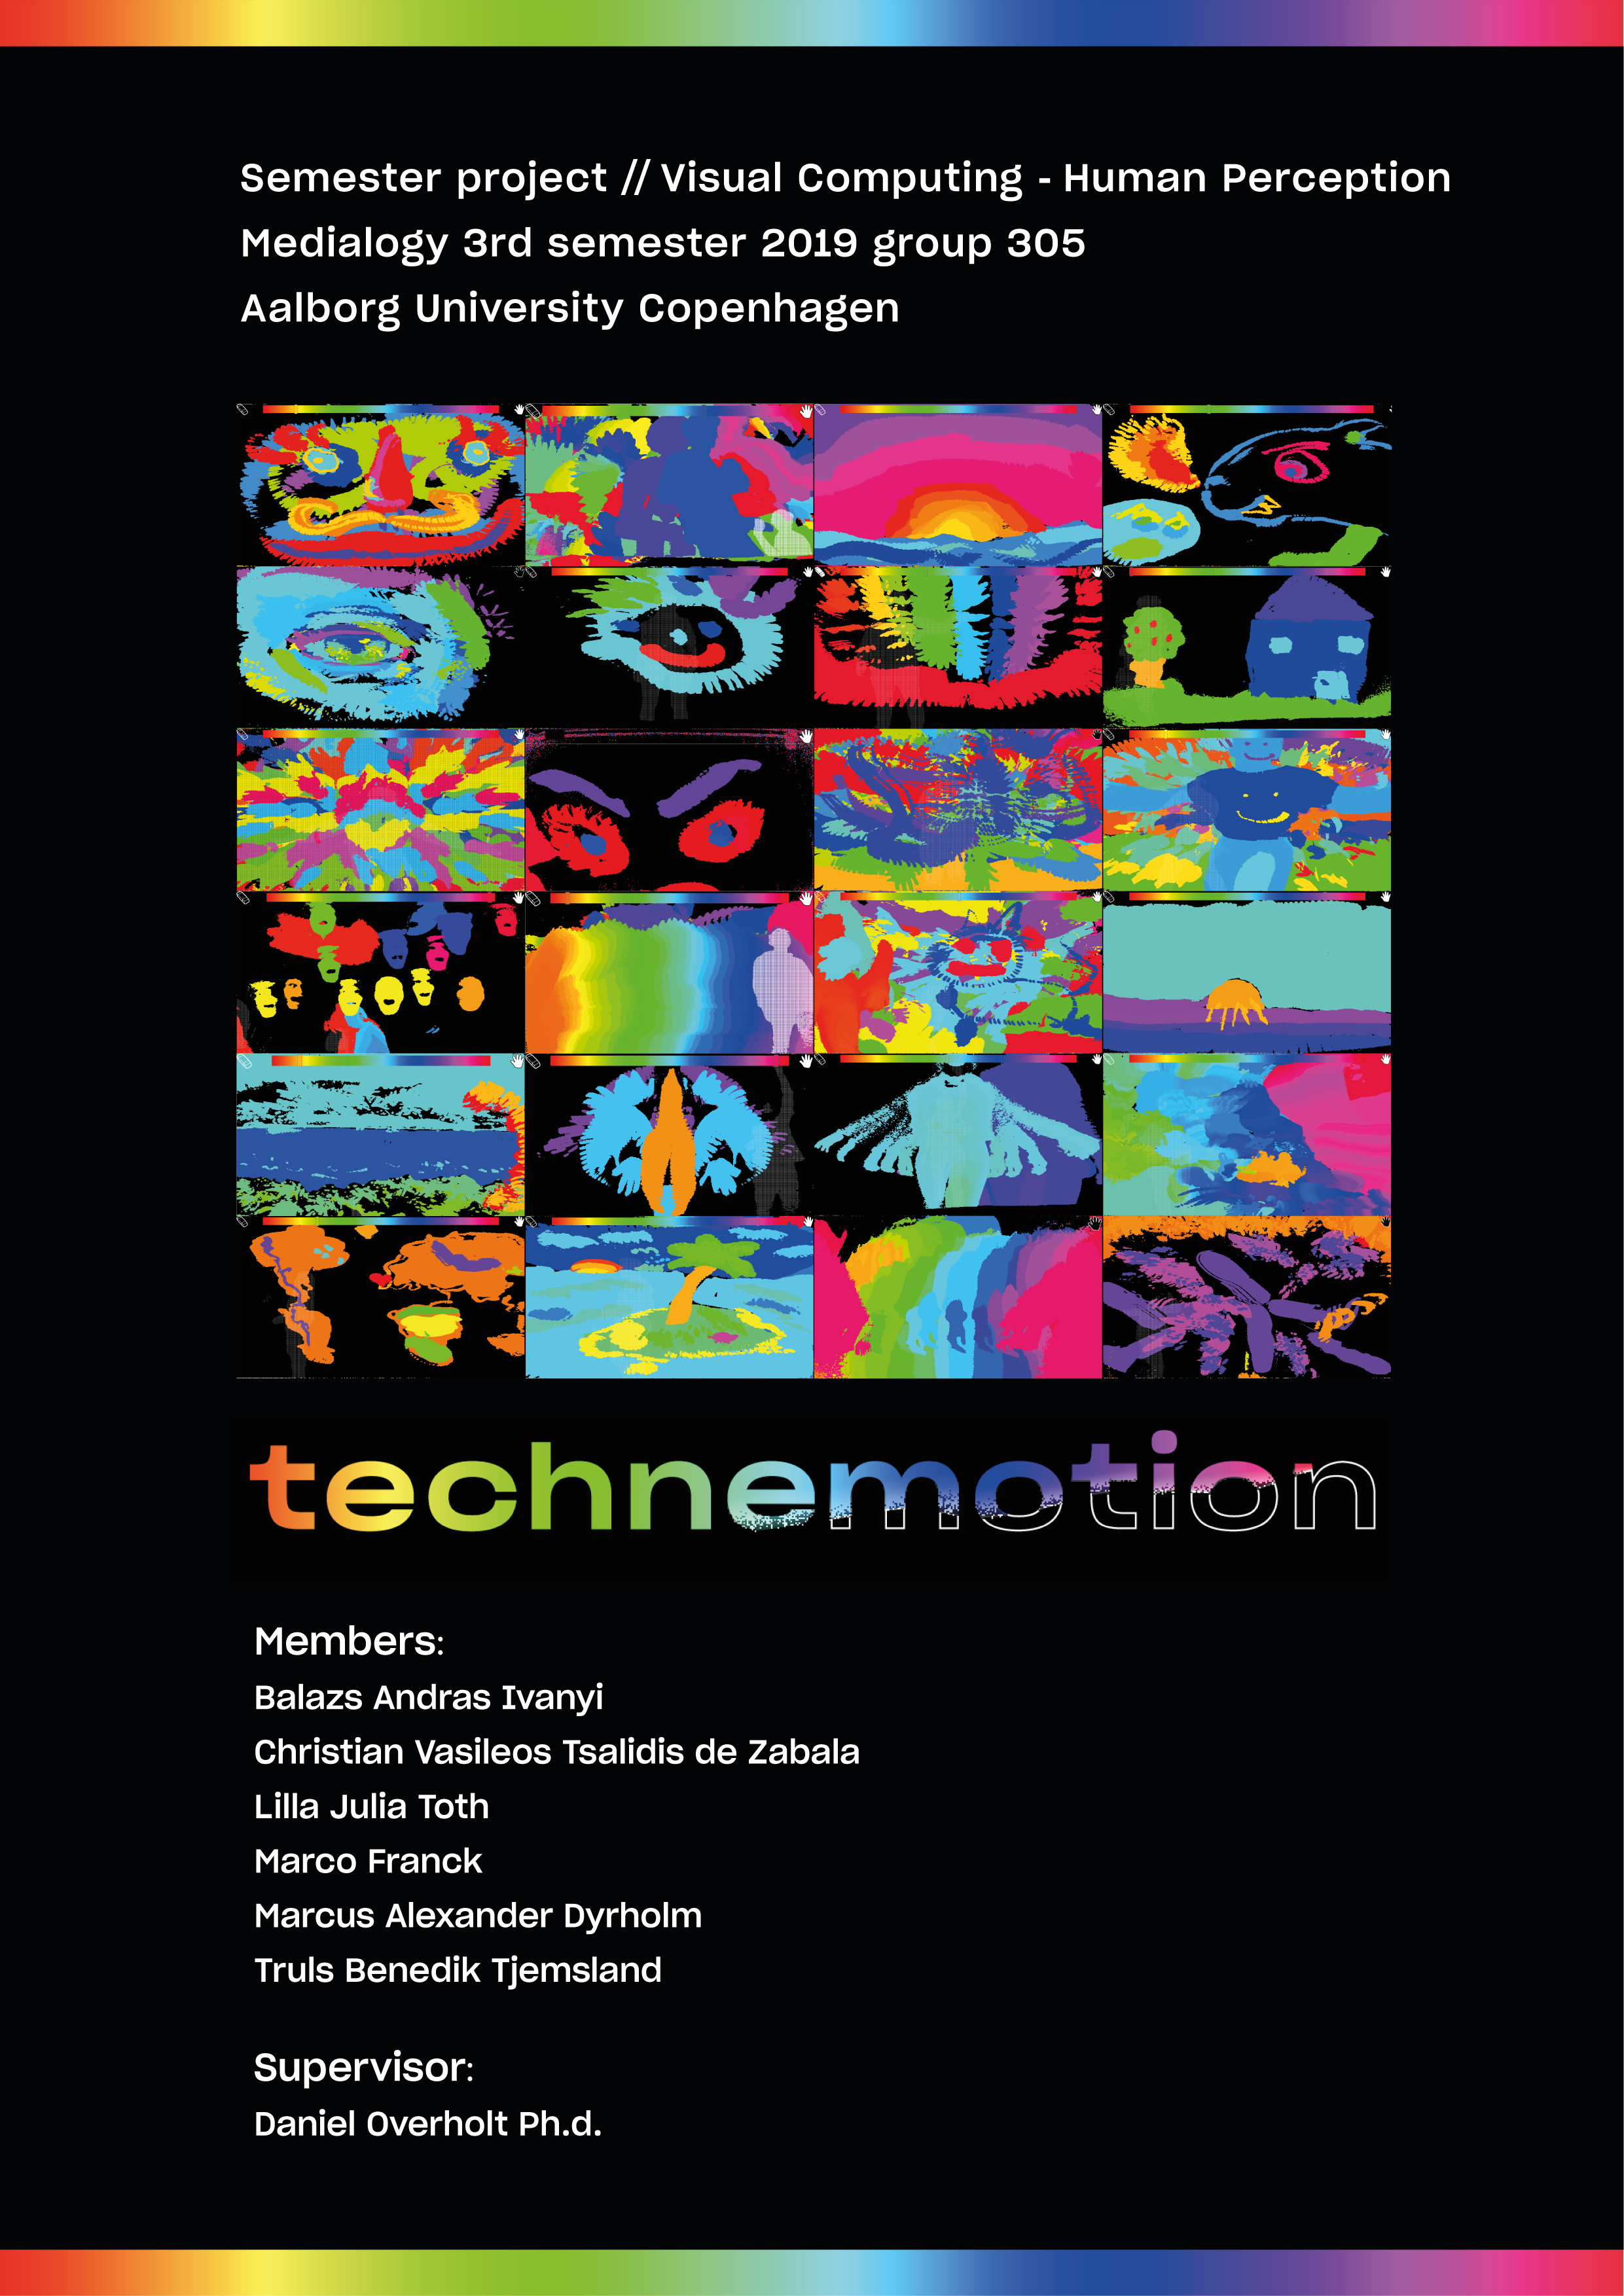 Semester project // Visual Computing - Human Perception
Medialogy 3rd semester 2019 group 305
Aalborg University Copenhagen
technemotion
Members:
Balazs Andras Ivanyi
Christian Vasileos Tsalidis de Zabala
Lilla Julia Toth
Marco Franck
Marcus Alexander Dyrholm
Truls Benedik Tjemsland
Supervisor:
Daniel Overholt Ph.d.